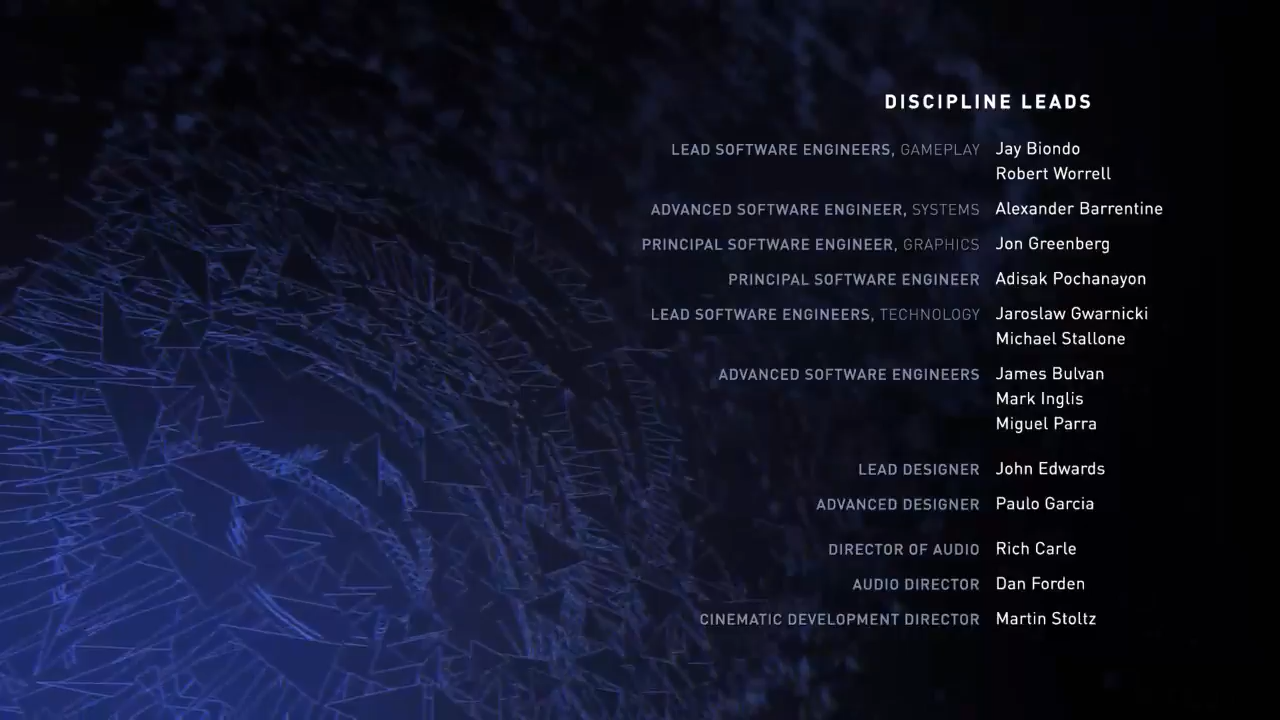 DISCIPLINE LEADS
LEAD SOFTWARE ENGINEERS, GAMEPLAY Jay Biondo
Robert Worrell
ADVANCED SOFTWARE ENGINEER, SYSTEMS Alexander Barrentine
PRINCIPAL SOFTWARE ENGINEER, GRAPHICS Jon Greenberg
PRINCIPAL SOFTWARE ENGINEER Adisak Pochanayon
LEAD SOFTWARE ENGINEERS, TECHNOLOGY Jaroslaw Gwarnicki
Michael Stallone
ADVANCED SOFTWARE ENGINEERS James Bulvan
Mark Inglis
Miguel Parra
LEAD DESIGNER John Edwards
ADVANCED DESIGNER Paulo Garcia
DIRECTOR OF AUDIO Rich Carle
AUDIO DIRECTOR Dan Forden
CINEMATIC DEVELOPMENT DIRECTOR Martin Stoltz